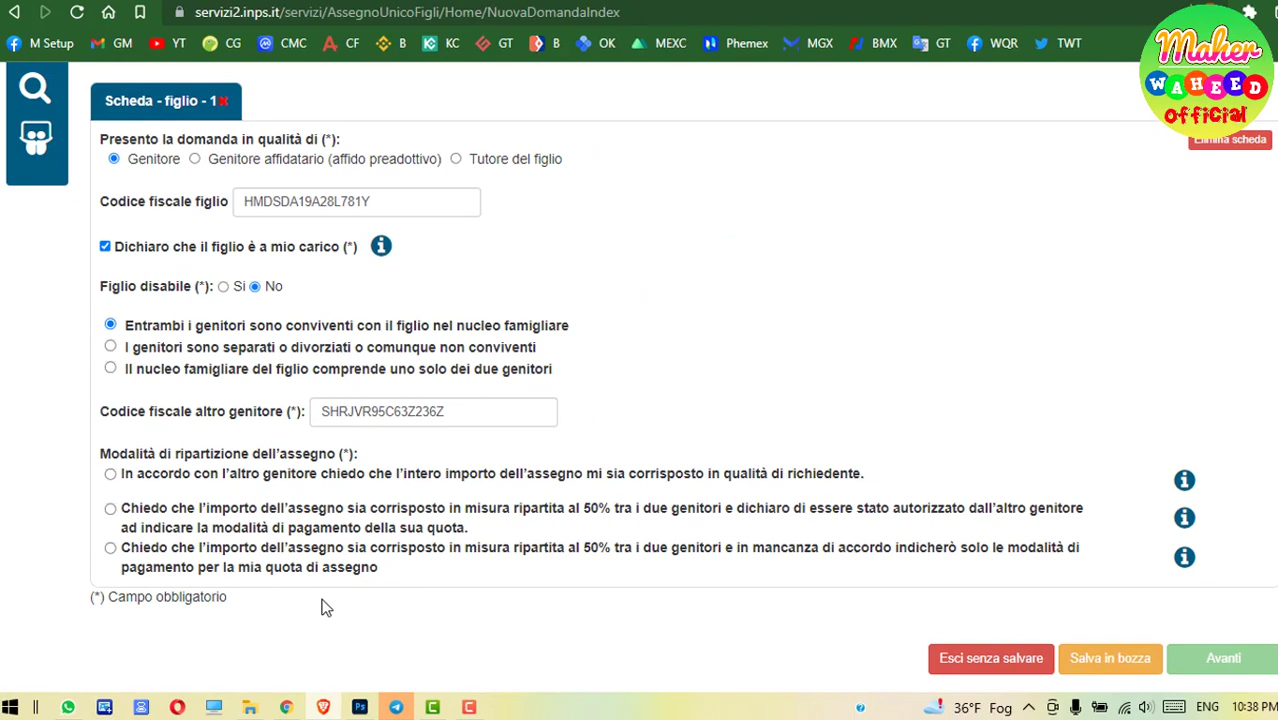 servizi2.inps.it/servizi/AssegnoUnicoFigli/Home/NuovaDomandaIndex
M Setup GM YT CG CMC CF B KC GT B OK MEXC Phemex MGX BMX GT WQR TWT
Maher
WAHEED
Official
Scheda - figlio - 1
Elimina scheda
Presento la domanda in qualità di (*):
Genitore Genitore affidatario (affido preadottivo) Tutore del figlio
Codice fiscale figlio HMDSDA19A28L781Y
Dichiaro che il figlio è a mio carico (*)
Figlio disabile (*): Si No
Entrambi i genitori sono conviventi con il figlio nel nucleo famigliare
I genitori sono separati o divorziati o comunque non conviventi
Il nucleo famigliare del figlio comprende uno solo dei due genitori
Codice fiscale altro genitore (*): SHRJVR95C63Z236Z
Modalità di ripartizione dell'assegno (*):
In accordo con l'altro genitore chiedo che l'intero importo dell'assegno mi sia corrisposto in qualità di richiedente.
Chiedo che l'importo dell'assegno sia corrisposto in misura ripartita al 50% tra i due genitori e dichiaro di essere stato autorizzato dall'altro genitore
ad indicare la modalità di pagamento della sua quota.
Chiedo che l'importo dell'assegno sia corrisposto in misura ripartita al 50% tra i due genitori e in mancanza di accordo indicherò solo le modalità di
pagamento per la mia quota di assegno
(*) Campo obbligatorio
Esci senza salvare Salva in bozza Avanti
36°F Fog ENG 10:38 PM